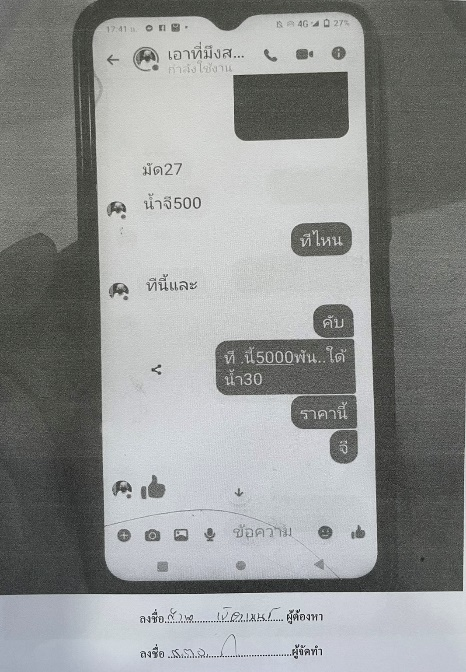 17:41 น. 4G 27%
เอาที่มึงส...
กำลังใช้งาน
มัด27
น้ำจี500
ทีไหน
ทีนี้และ
คับ
ที .นี้5000พัน..ใด้
น้ำ30
ราคานี้
จี
ข้อความ
ลงชื่อ ผู้ต้องหา
ลงชื่อ ผู้จัดทำ